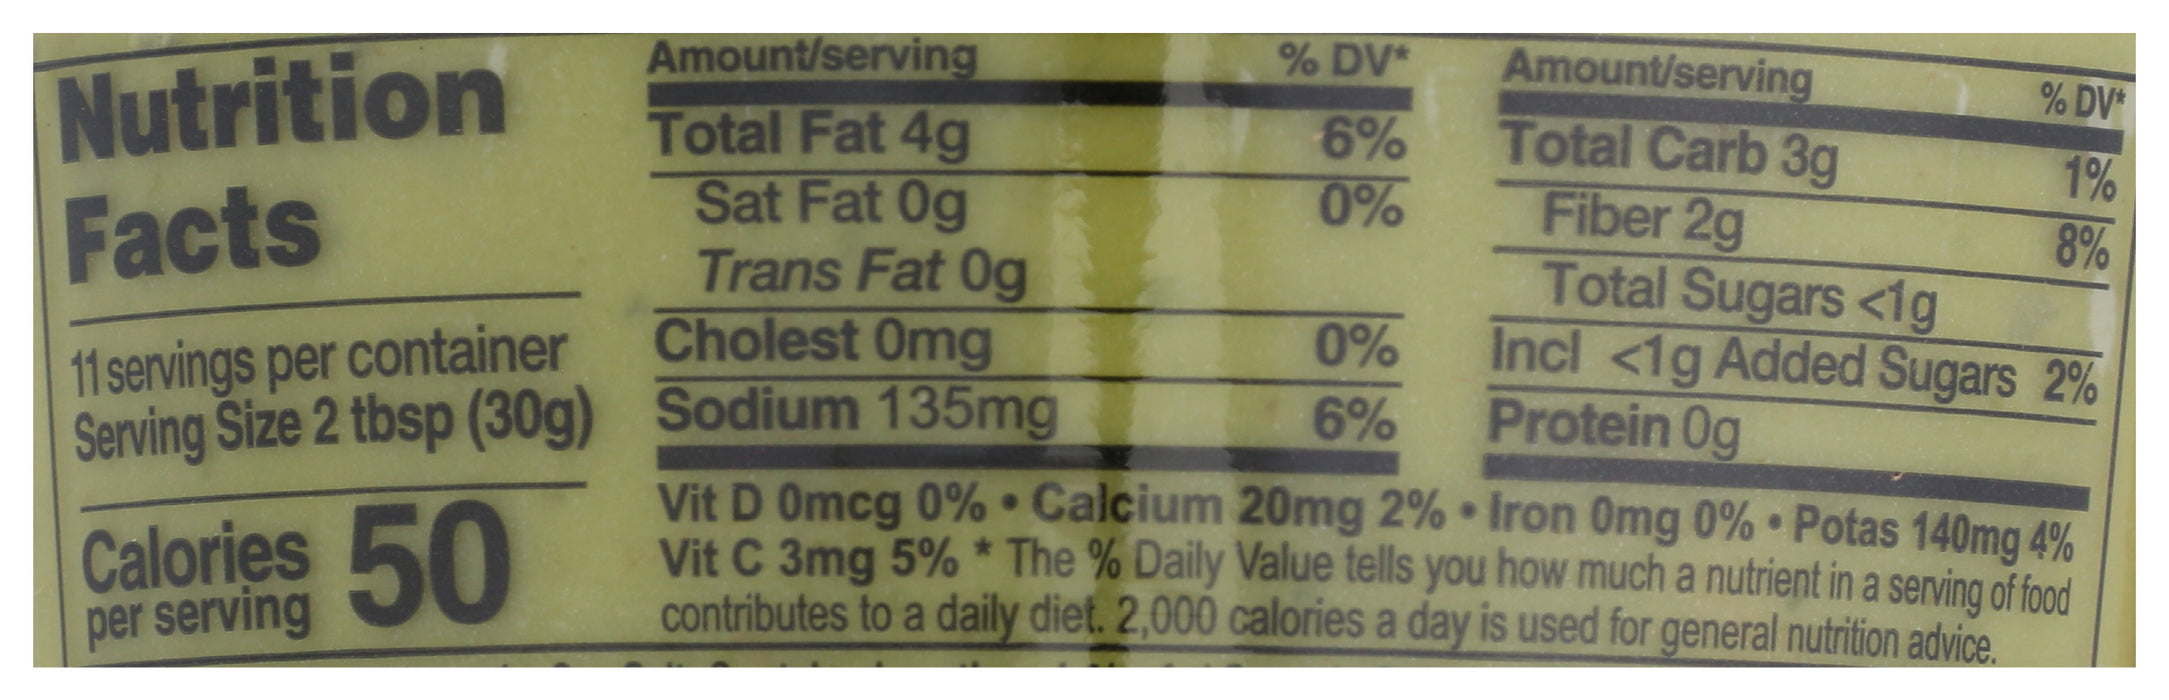 Nutrition
Facts
11 servings per container
Serving Size 2 tbsp (30g)
Calories 50
per serving
Amount/serving % DV*
Total Fat 4g 6%
Sat Fat 0g 0%
Trans Fat 0g
Cholest 0mg 0%
Sodium 135mg 6%
Amount/serving % DV*
Total Carb 3g 1%
Fiber 2g 8%
Total Sugars <1g
Incl <1g Added Sugars 2%
Protein 0g
Vit D 0mcg 0% • Calcium 20mg 2% • Iron 0mg 0% • Potas 140mg 4%
Vit C 3mg 5% * The % Daily Value tells you how much a nutrient in a serving of food
contributes to a daily diet. 2,000 calories a day is used for general nutrition advice.